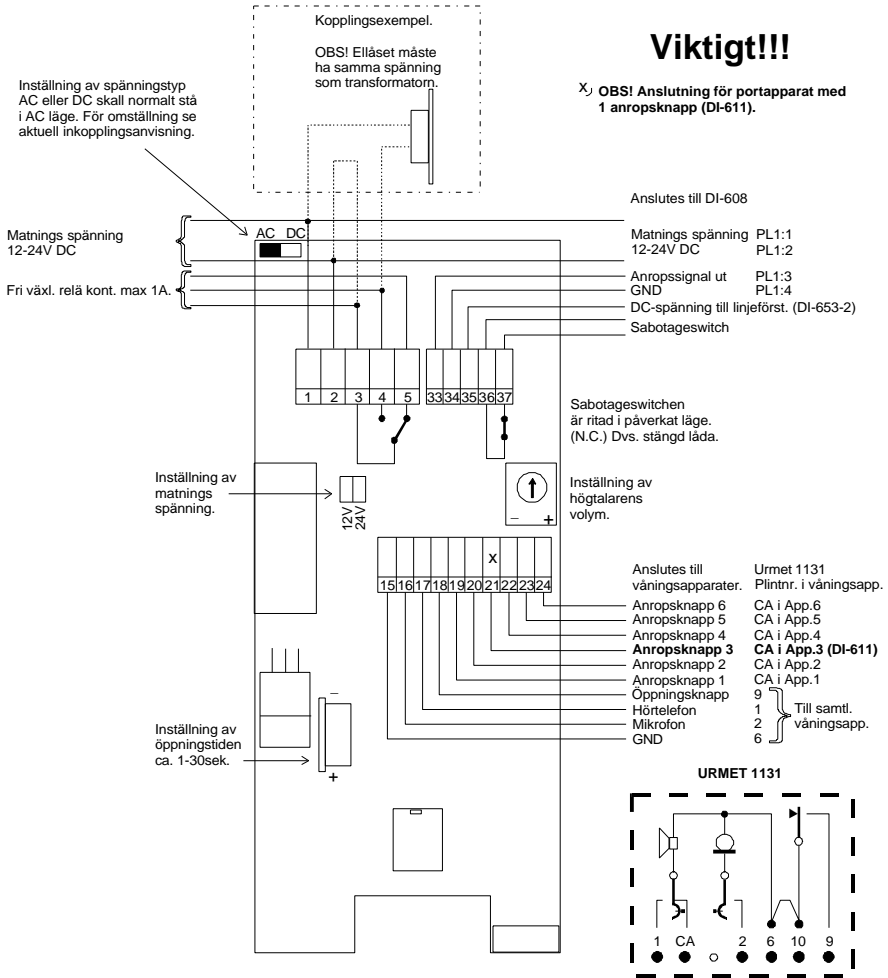 Kopplingsexempel.
OBS! Ellåset måste
ha samma spänning
som transformatorn.
Viktigt!!!
x) OBS! Anslutning för portapparat med
1 anropsknapp (DI-611).
Inställning av spänningstyp
AC eller DC skall normalt stå
i AC läge. För omställning se
aktuell inkopplingsanvisning.
Anslutes till DI-608
Matnings spänning
12-24V DC
AC DC
Matnings spänning PL1:1
12-24V DC PL1:2
Fri växl. relä kont. max 1A.
Anropssignal ut PL1:3
GND PL1:4
DC-spänning till linjeförst. (DI-653-2)
Sabotageswitch
1 2 3 4 5 33 34 35 36 37
Sabotageswitchen
är ritad i påverkat läge.
(N.C.) Dvs. stängd låda.
Inställning av
matnings
spänning.
12V
24V
– +
Inställning av
högtalarens
volym.
x
15 16 17 18 19 20 21 22 23 24
Anslutes till Urmet 1131
våningsapparater. Plintnr. i våningsapp.
Anropsknapp 6 CA i App.6
Anropsknapp 5 CA i App.5
Anropsknapp 4 CA i App.4
Anropsknapp 3 CA i App.3 (DI-611)
Anropsknapp 2 CA i App.2
Anropsknapp 1 CA i App.1
Öppningsknapp 9
Hörtelefon 1 Till samtl.
Mikrofon 2 våningsapp.
GND 6
Inställning av
öppningstiden
ca. 1-30sek.
–
+
URMET 1131
1 CA 2 6 10 9